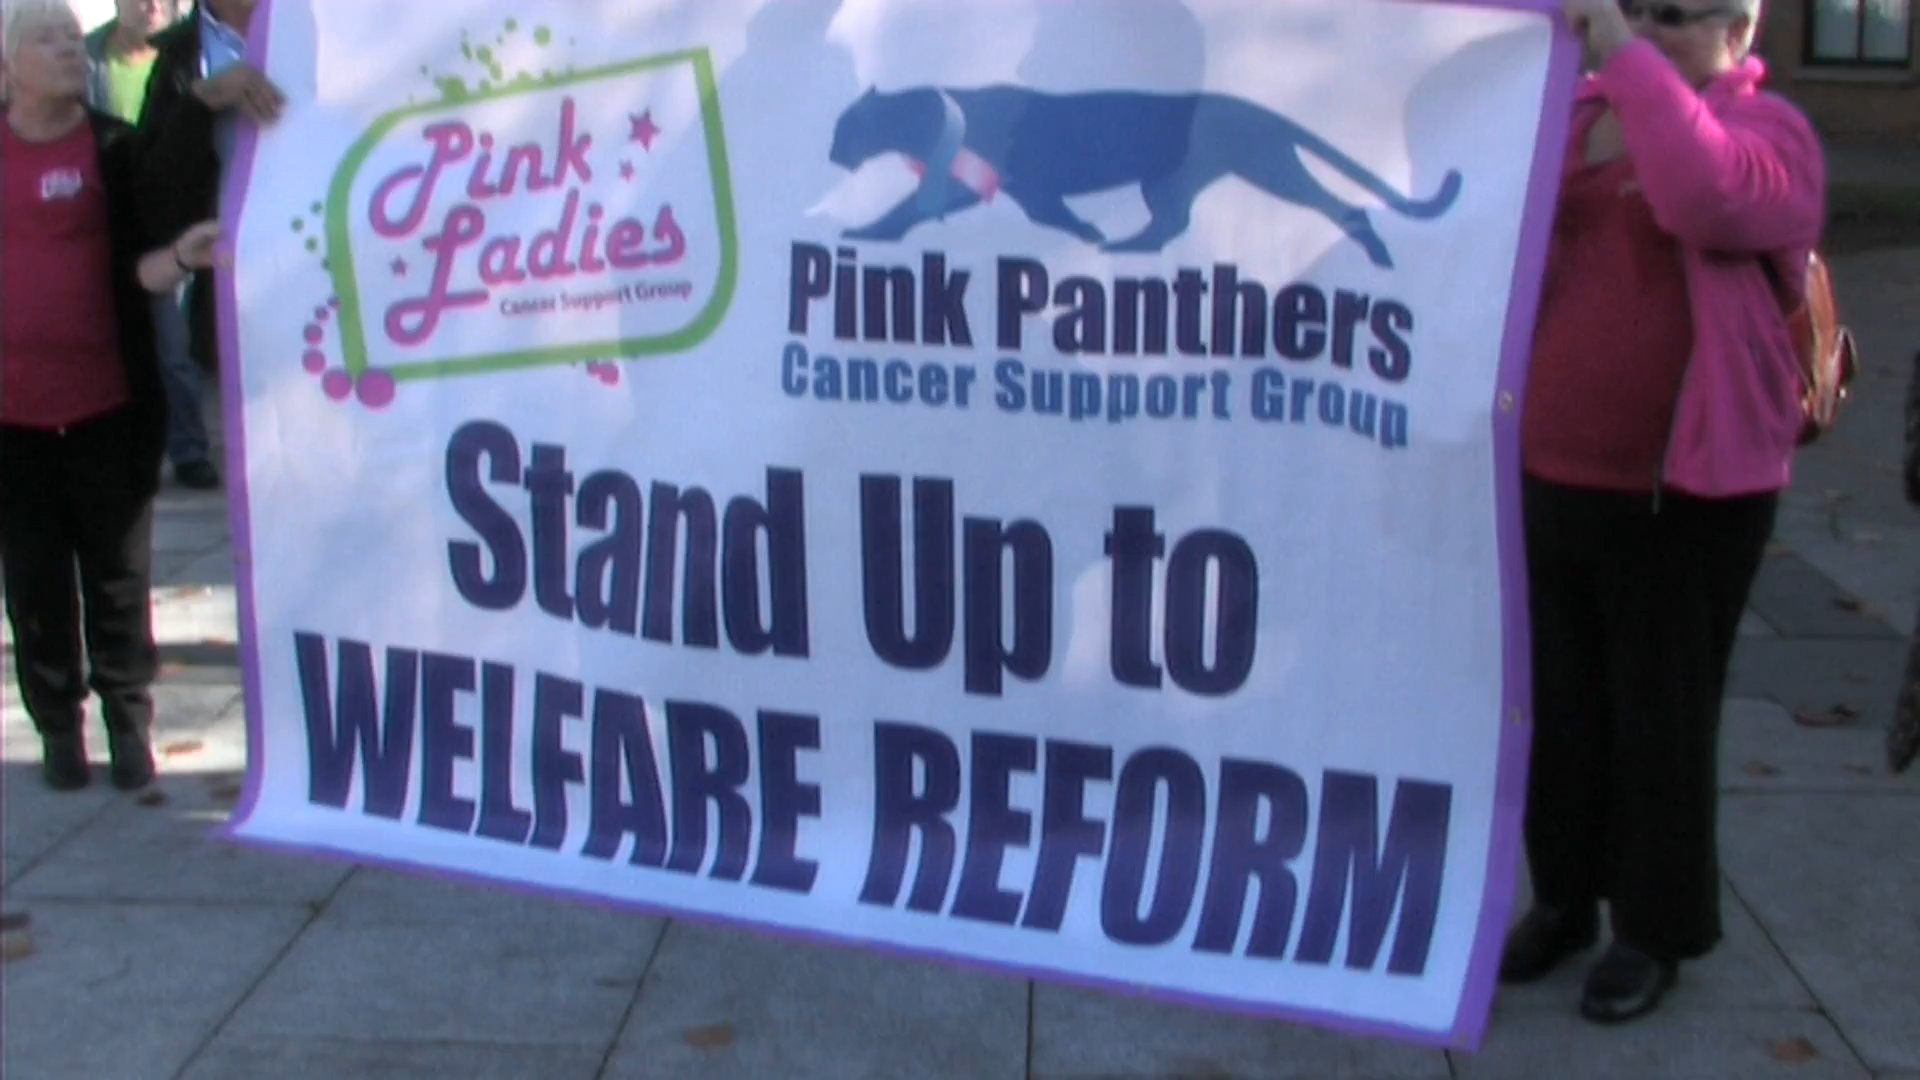 Pink
Ladies
Cancer Support Group
Pink Panthers
Cancer Support Group
Stand Up to
WELFARE REFORM